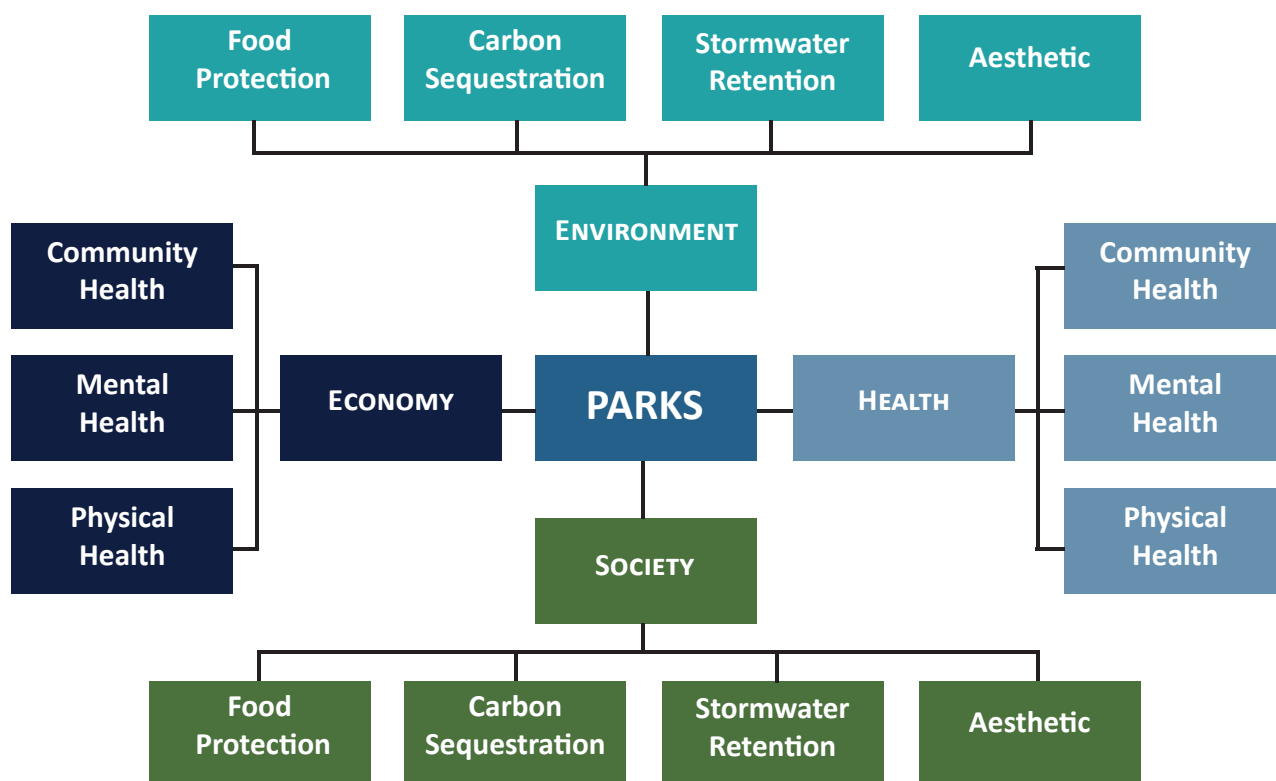 Food
Protection
Carbon
Sequestration
Stormwater
Retention
Aesthetic
ENVIRONMENT
Community
Health
Mental
Health
Physical
Health
ECONOMY
PARKS
HEALTH
Community
Health
Mental
Health
Physical
Health
SOCIETY
Food
Protection
Carbon
Sequestration
Stormwater
Retention
Aesthetic